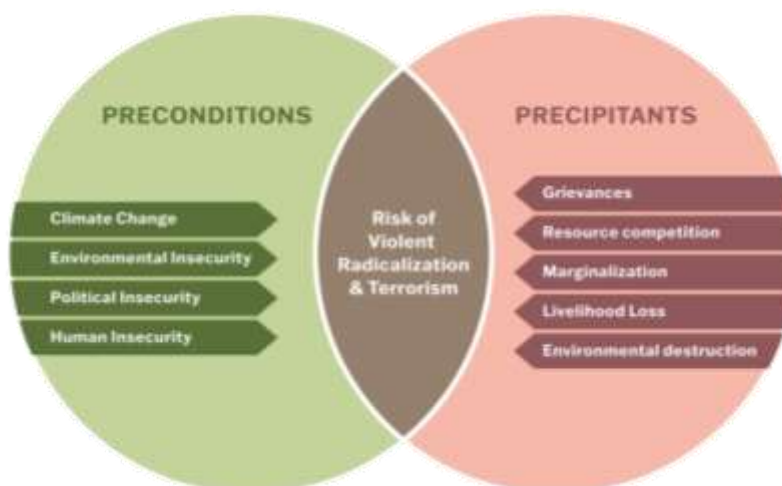 PRECONDITIONS
Climate Change
Environmental Insecurity
Political Insecurity
Human Insecurity
Risk of
Violent
Radicalization
& Terrorism
PRECIPITANTS
Grievances
Resource competition
Marginalization
Livelihood Loss
Environmental destruction